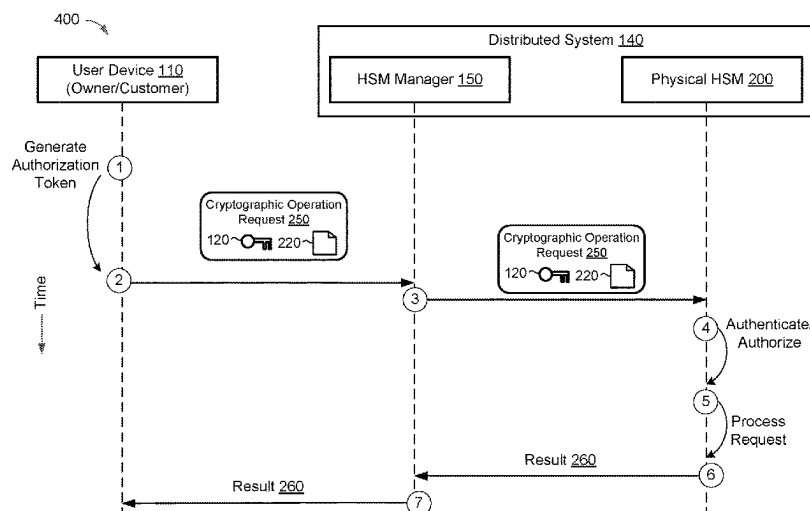 400
Distributed System 140
User Device 110
(Owner/Customer)
HSM Manager 150
Physical HSM 200
Generate
Authorization
Token
1
Cryptographic Operation
Request 250
120
220
Cryptographic Operation
Request 250
120
220
2
3
Time
4
Authenticate/
Authorize
5
Process
Request
Result 260
6
Result 260
7